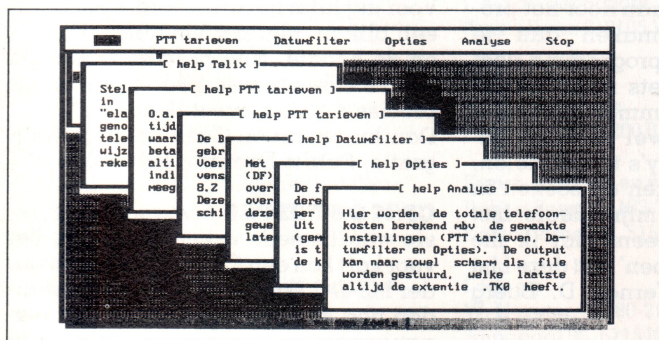 PTT tarieven Datumfilter Opties Analyse Stop
[ help Telix ]
Stel
in
"ela
geno
tele
wijz
reke
[ help PTT tarieven ]
O.a.
tijd
waar
beta
alti
indi
meeg
[ help PTT tarieven ]
De B
gebr
Voer
vens
8.2
Deze
schi
[ help Datumfilter ]
Met
(DF)
over
over
deze
gewe
late
[ help Opties ]
De f
dere
per
Uit
(gem
is t
de k
[ help Analyse ]
Hier worden de totale telefoon-
kosten berekend mbv de gemaakte
instellingen (PTT tarieven, Da-
tumfilter en Opties). De output
kan naar zowel scherm als file
worden gestuurd, welke laatste
altijd de extentie .TK0 heeft.